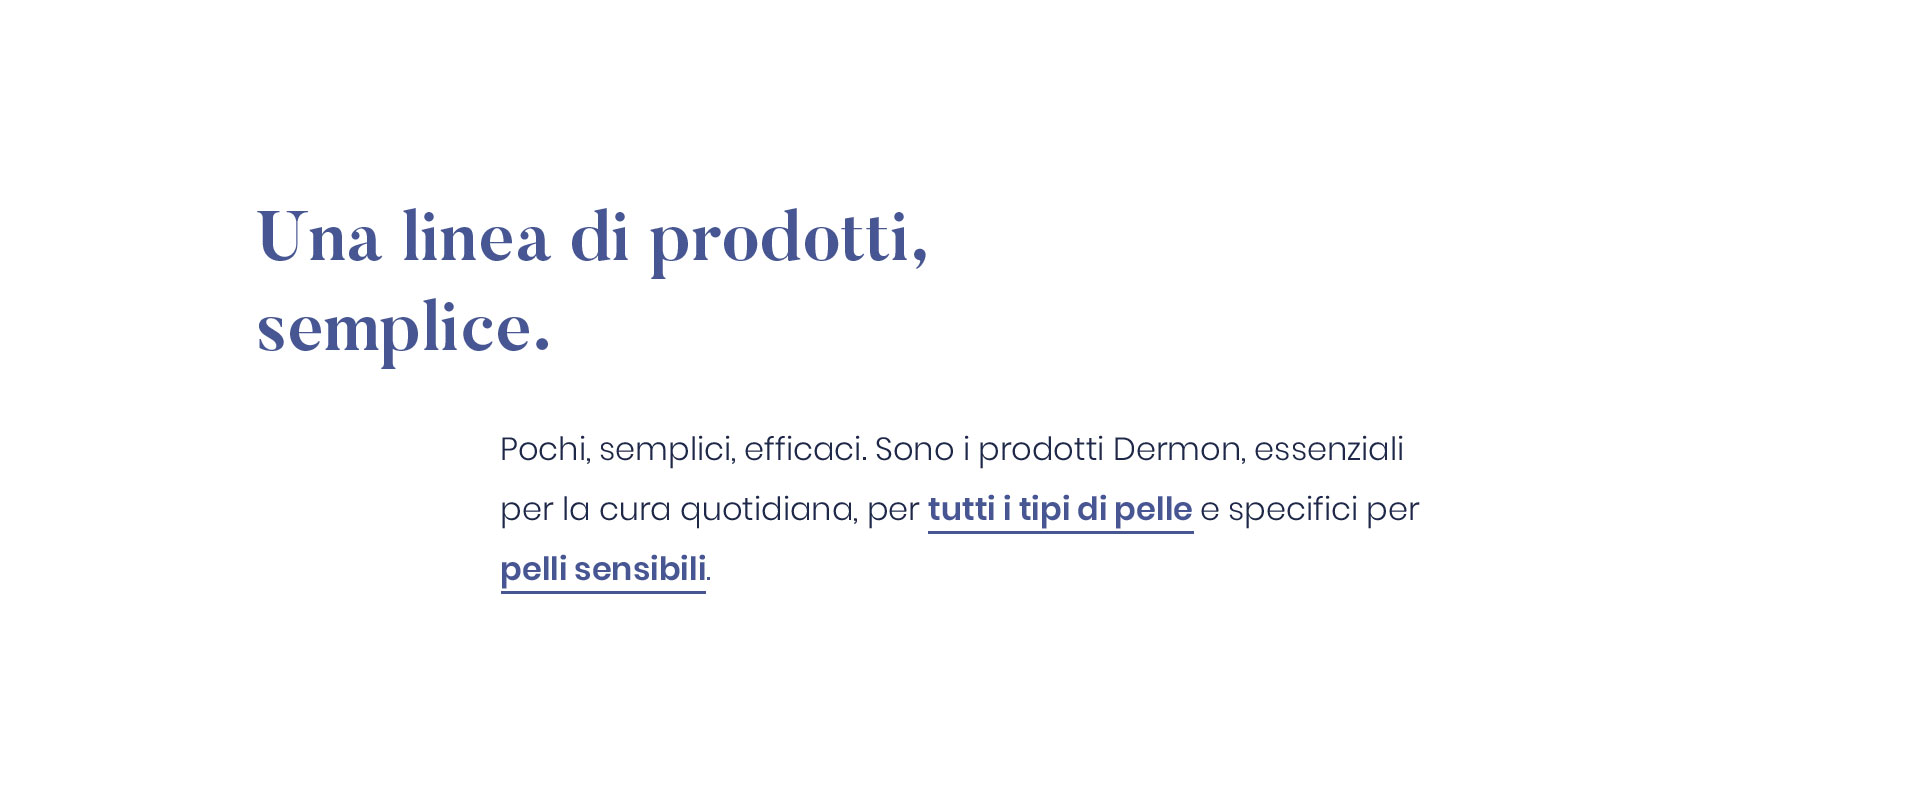 Una linea di prodotti,
semplice.
Pochi, semplici, efficaci. Sono i prodotti Dermon, essenziali
per la cura quotidiana, per tutti i tipi di pelle e specifici per
pelli sensibili.